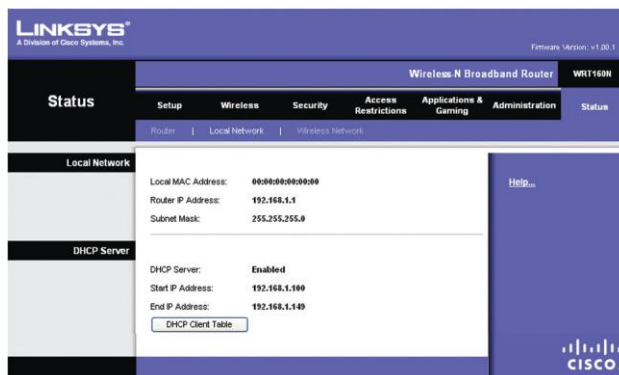 LINKSYS®
A Division of Cisco Systems, Inc.
Firmware Version: v1.00.1
Wireless-N Broadband Router WRT160N
Status
Setup Wireless Security Access Restrictions Applications & Gaming Administration Status
Router | Local Network | Wireless Network
Local Network
Local MAC Address: 00:00:00:00:00:00
Help...
Router IP Address: 192.168.1.1
Subnet Mask: 255.255.255.0
DHCP Server
DHCP Server: Enabled
Start IP Address: 192.168.1.100
End IP Address: 192.168.1.149
DHCP Client Table
CISCO